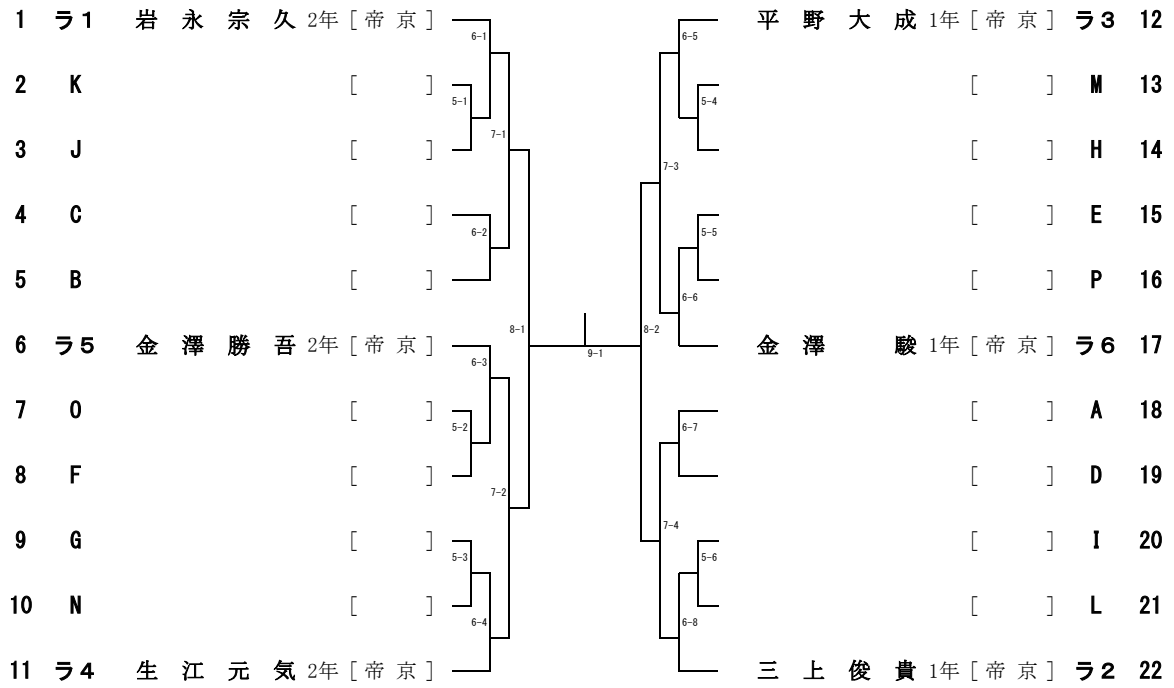 1 ラ1 岩永宗久 2年 [帝京] 6-1 6-5 平野大成 1年 [帝京] ラ3 12
2 K [ ] 5-1 5-4 [ ] M 13
3 J [ ] 7-1 7-3 [ ] H 14
4 C [ ] 6-2 5-5 [ ] E 15
5 B [ ] 6-6 [ ] P 16
6 ラ5 金澤勝吾 2年 [帝京] 6-3 8-1 9-1 8-2 金澤 駿 1年 [帝京] ラ6 17
7 O [ ] 5-2 6-7 [ ] A 18
8 F [ ] 7-2 [ ] D 19
9 G [ ] 5-3 7-4 5-6 [ ] I 20
10 N [ ] 6-4 6-8 [ ] L 21
11 ラ4 生江元気 2年 [帝京] 三上俊貴 1年 [帝京] ラ2 22